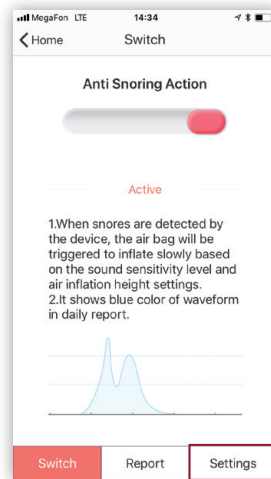 MegaFon LTE 14:34
Home Switch
Anti Snoring Action
Active
1.When snores are detected by
the device, the air bag will be
triggered to inflate slowly based
on the sound sensitivity level and
air inflation height settings.
2.It shows blue color of waveform
in daily report.
Switch Report Settings